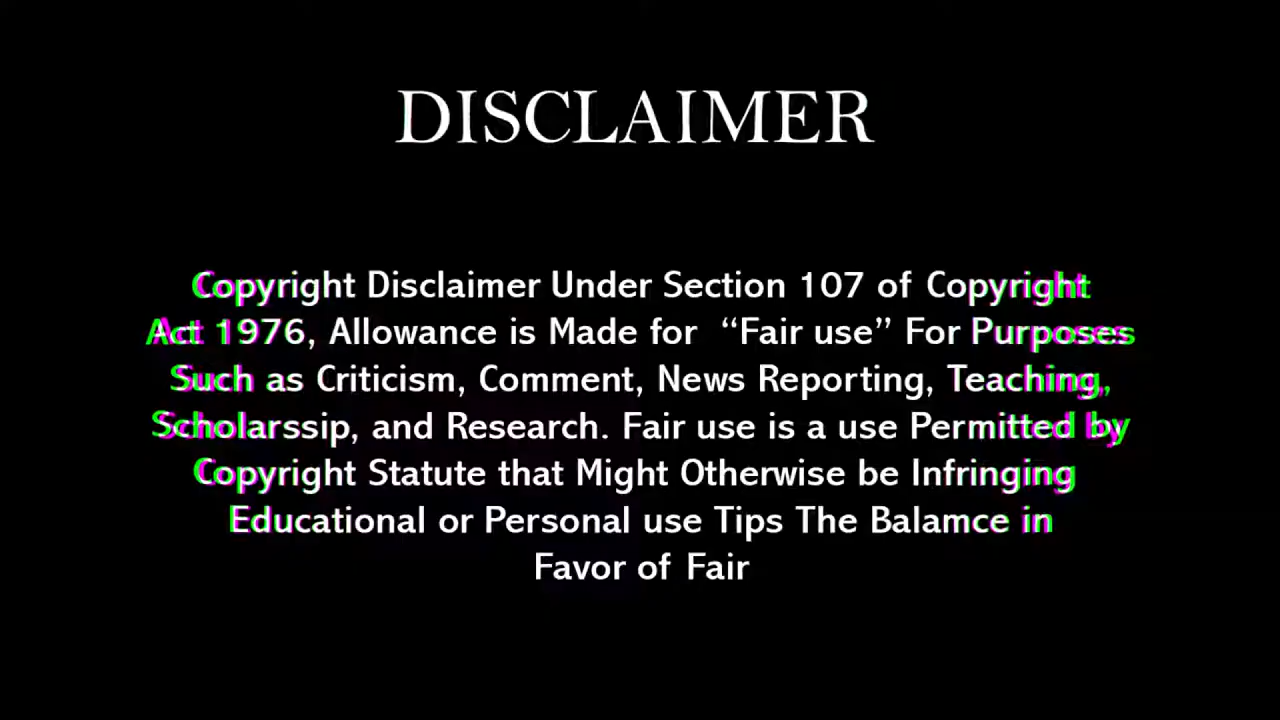 DISCLAIMER
Copyright Disclaimer Under Section 107 of Copyright
Act 1976, Allowance is Made for “Fair use” For Purposes
Such as Criticism, Comment, News Reporting, Teaching,
Scholarssip, and Research. Fair use is a use Permitted by
Copyright Statute that Might Otherwise be Infringing
Educational or Personal use Tips The Balamce in
Favor of Fair